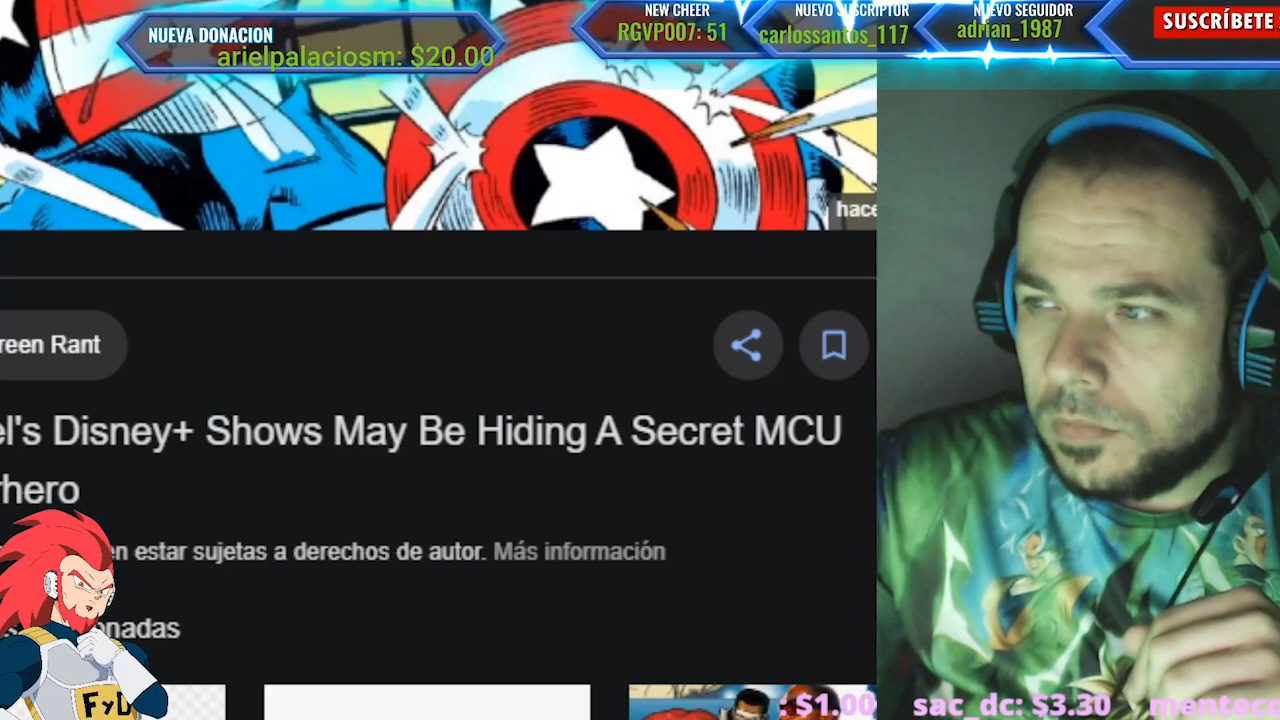 NUEVA DONACION
arielpalaciosm: $20.00
NEW CHEER
RGVP007: 51
NUEVO SUSCRIPTOR
carlossantos_117
NUEVO SEGUIDOR
adrian_1987
SUSCRÍBETE
hace
reen Rant
el's Disney+ Shows May Be Hiding A Secret MCU
rhero
en estar sujetas a derechos de autor. Más información
onadas
FyD
: $1.00 sac_dc: $3.30 mentec